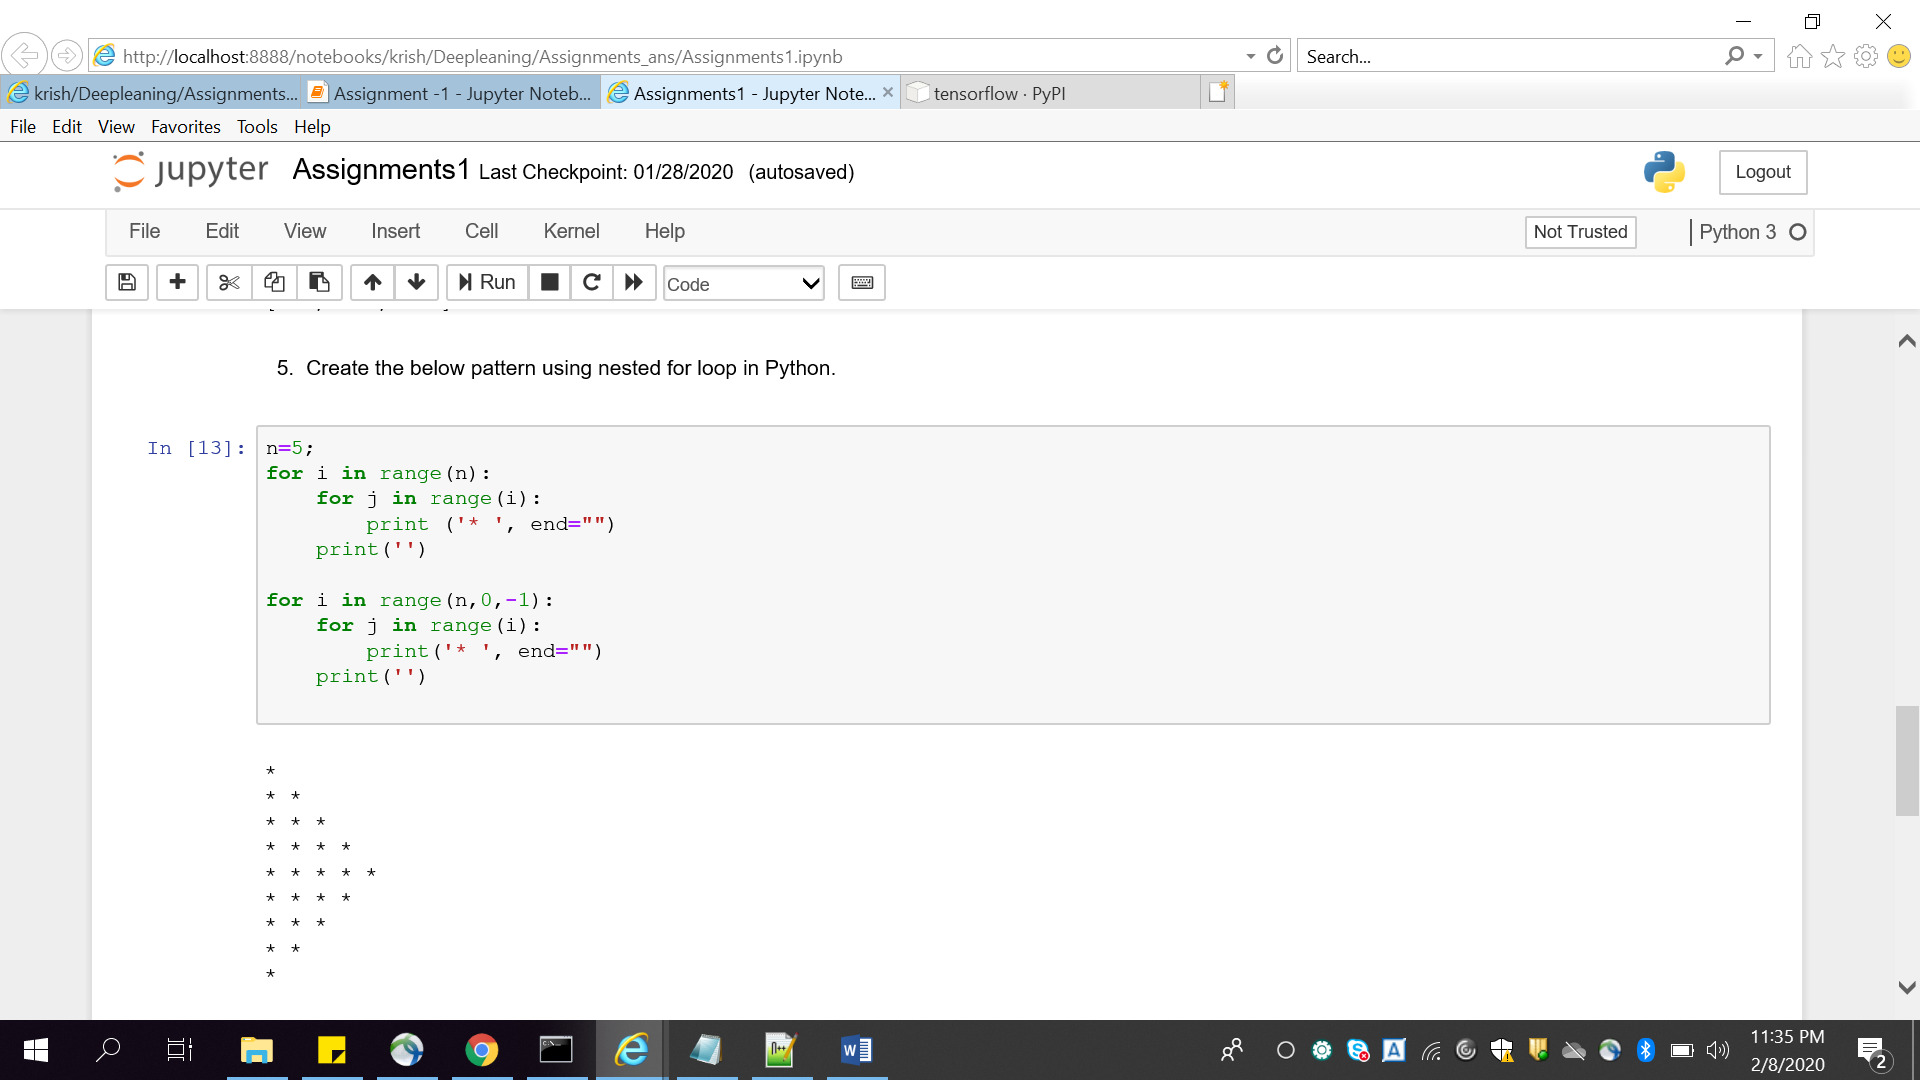 http://localhost:8888/notebooks/krish/Deepleaning/Assignments_ans/Assignments1.ipynb Search...
krish/Deepleaning/Assignments... Assignment -1 - Jupyter Noteb... Assignments1 - Jupyter Note... tensorflow · PyPI
File Edit View Favorites Tools Help
jupyter Assignments1 Last Checkpoint: 01/28/2020 (autosaved) Logout
File Edit View Insert Cell Kernel Help Not Trusted Python 3
Run Code
5. Create the below pattern using nested for loop in Python.
In [13]: n=5;
for i in range(n):
    for j in range(i):
        print ('* ', end="")
    print('')
for i in range(n,0,-1):
    for j in range(i):
        print('* ', end="")
    print('')
*
* *
* * *
* * * *
* * * * *
* * * *
* * *
* *
*
11:35 PM
2/8/2020
2